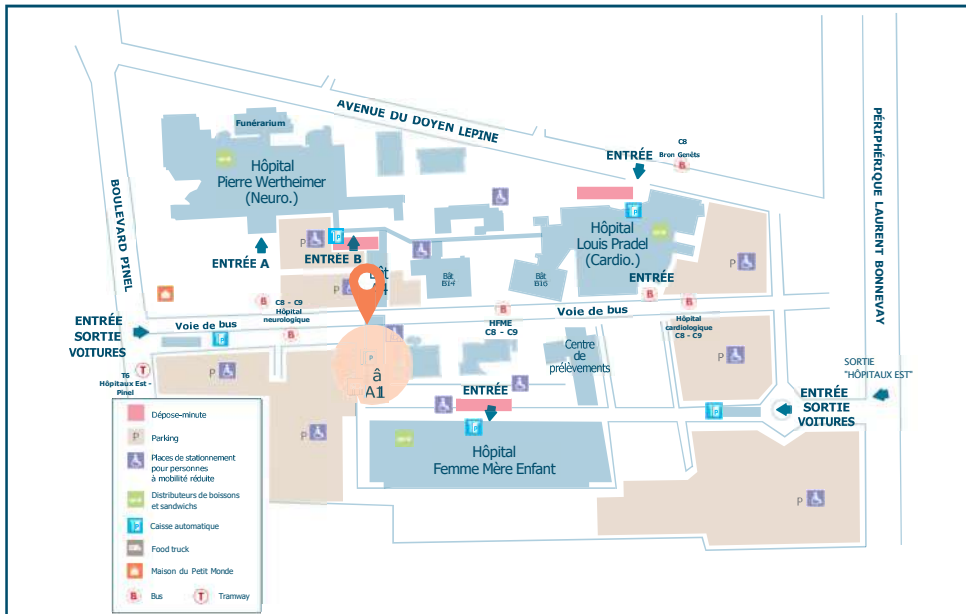 AVENUE DU DOYEN LEPINE
C8
Bron Genêts
B
ENTRÉE
PÉRIPHÉRIQUE LAURENT BONNEVAY
BOULEVARD PINEL
Funérarium
Hôpital
Pierre Wertheimer
(Neuro.)
Hôpital
Louis Pradel
(Cardio.)
P
ENTRÉE A
ENTRÉE B
Bât
B14
Bât
B16
ENTRÉE
P
P
B
C8 - C9
Hôpital
neurologique
B
Voie de bus
B
HFME
C8 - C9
Voie de bus
B
B
Hôpital
cardiologique
C8 - C9
ENTRÉE
SORTIE
VOITURES
T
T6
Hôpitaux Est -
Pinel
P
P
â
A1
Centre
de
prélèvements
P
SORTIE
"HÔPITAUX EST"
ENTRÉE
ENTRÉE
SORTIE
VOITURES
P
Hôpital
Femme Mère Enfant
P
Dépose-minute
P
Parking
Places de stationnement
pour personnes
à mobilité réduite
Distributeurs de boissons
et sandwichs
Caisse automatique
Food truck
Maison du Petit Monde
B Bus
T Tramway